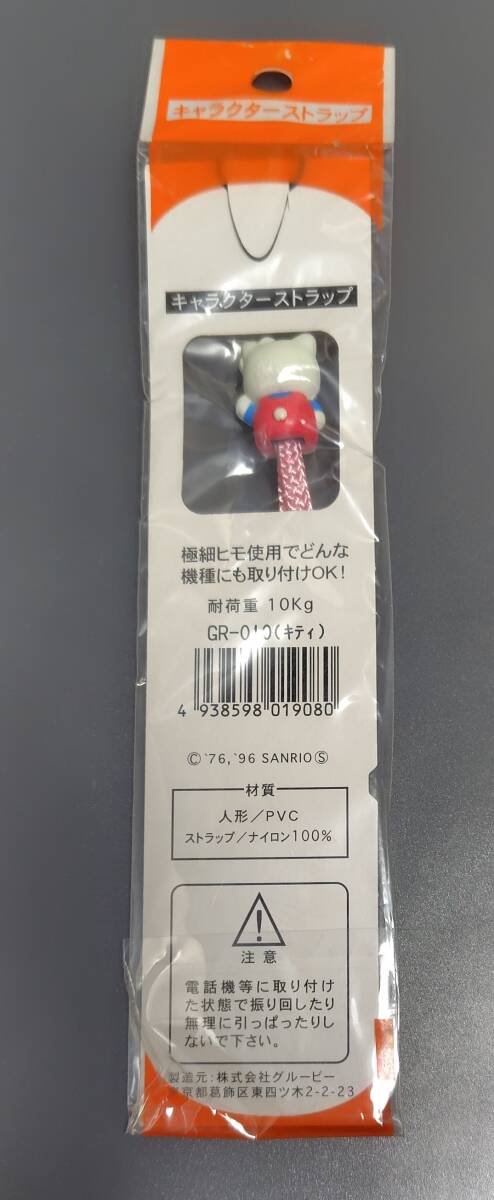 キャラクターストラップ
キャラクターストラップ
極細ヒモ使用でどんな
機種にも取り付けOK!
耐荷重 10Kg
GR-010(キティ)
4 938598 019080
©'76,'96 SANRIO Ⓢ
材質
人形/PVC
ストラップ/ナイロン100%
注意
電話機等に取り付け
た状態で振り回したり
無理に引っぱったりし
ないで下さい。
製造元:株式会社グルービー
東京都葛飾区東四ツ木2-2-23